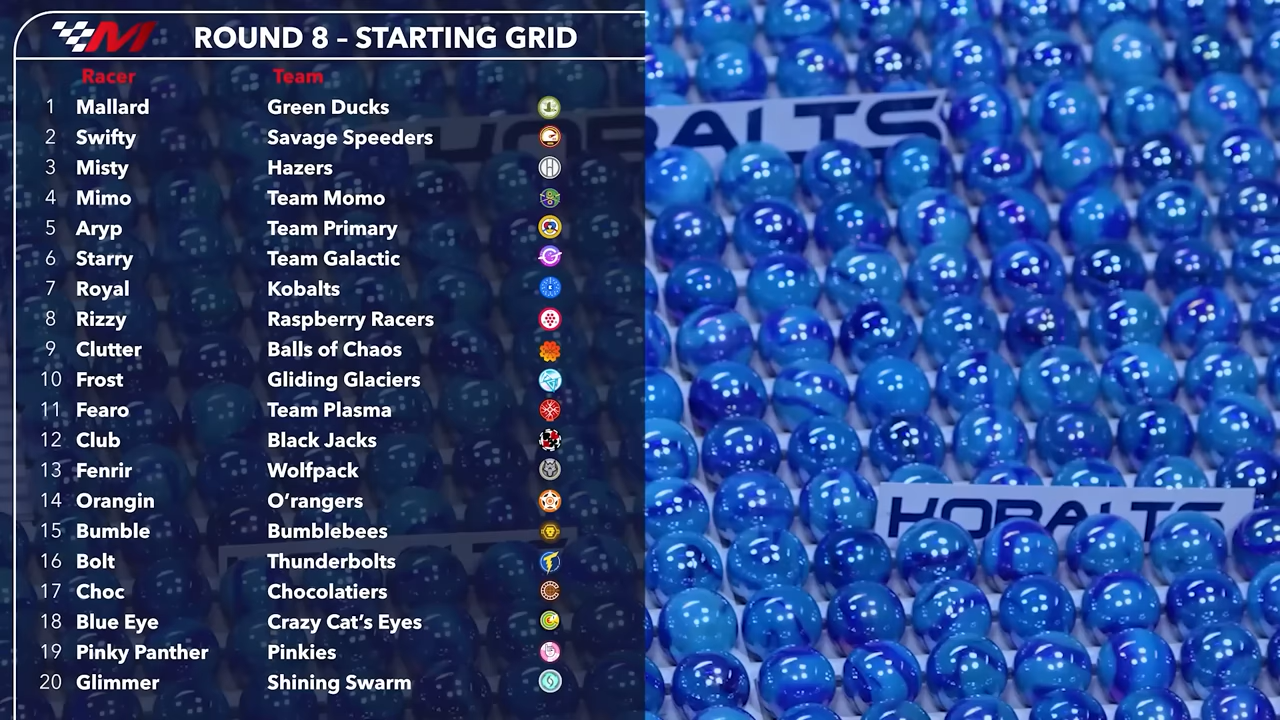 M1 ROUND 8 – STARTING GRID
Racer Team
1 Mallard Green Ducks
2 Swifty Savage Speeders
3 Misty Hazers
4 Mimo Team Momo
5 Aryp Team Primary
6 Starry Team Galactic
7 Royal Kobalts
8 Rizzy Raspberry Racers
9 Clutter Balls of Chaos
10 Frost Gliding Glaciers
11 Fearo Team Plasma
12 Club Black Jacks
13 Fenrir Wolfpack
14 Orangin O’rangers
15 Bumble Bumblebees
16 Bolt Thunderbolts
17 Choc Chocolatiers
18 Blue Eye Crazy Cat’s Eyes
19 Pinky Panther Pinkies
20 Glimmer Shining Swarm
KOBALTS
KOBALTS